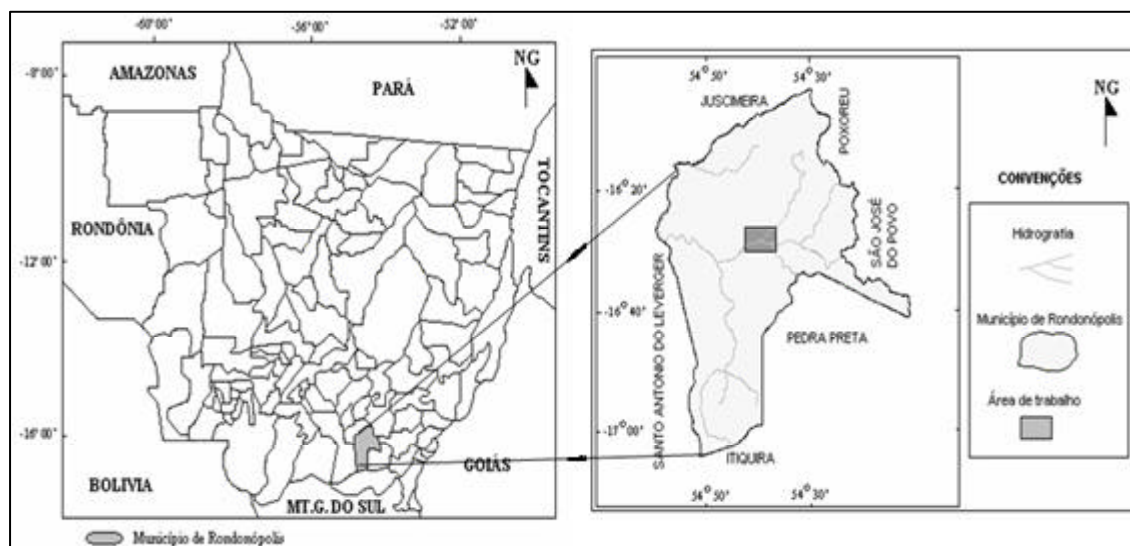 -60°00'
-56°00'
-52°00'
NG
-8°00'
AMAZONAS
PARÁ
TOCANTINS
RONDÔNIA
-12°00'
-16°00'
BOLIVIA
GOIÁS
MT.G. DO SUL
Município de Rondonópolis
54°50'
54°30'
JUSCIMEIRA
POXOREU
-16°20'
SÃO JOSÉ
DO POVO
SANTO ANTONIO DO LEVERGER
-16°40'
PEDRA PRETA
-17°00'
ITIQUIRA
54°50'
54°30'
NG
CONVENÇÕES
Hidrografia
Município de Rondonópolis
Área de trabalho